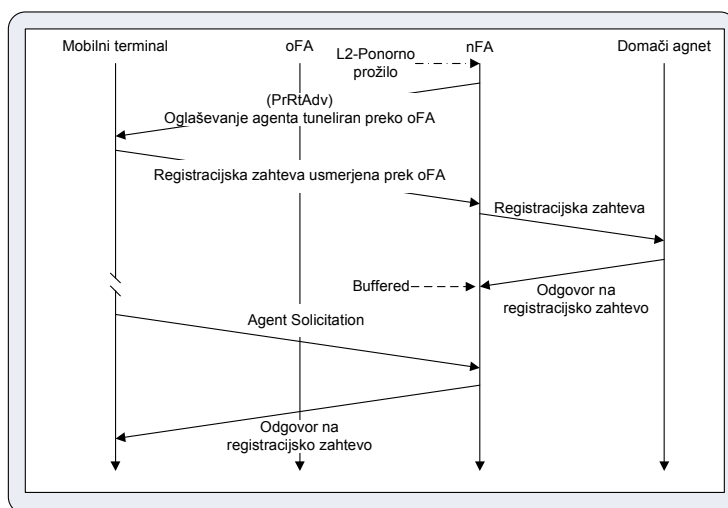 Mobilni terminal
oFA
nFA
Domači agnet
L2-Ponorno
prožilo
(PrRtAdv)
Oglaševanje agenta tuneliran preko oFA
Registracijska zahteva usmerjena prek oFA
Registracijska zahteva
Buffered
Odgovor na
registracijsko zahtevo
Agent Solicitation
Odgovor na
registracijsko zahtevo